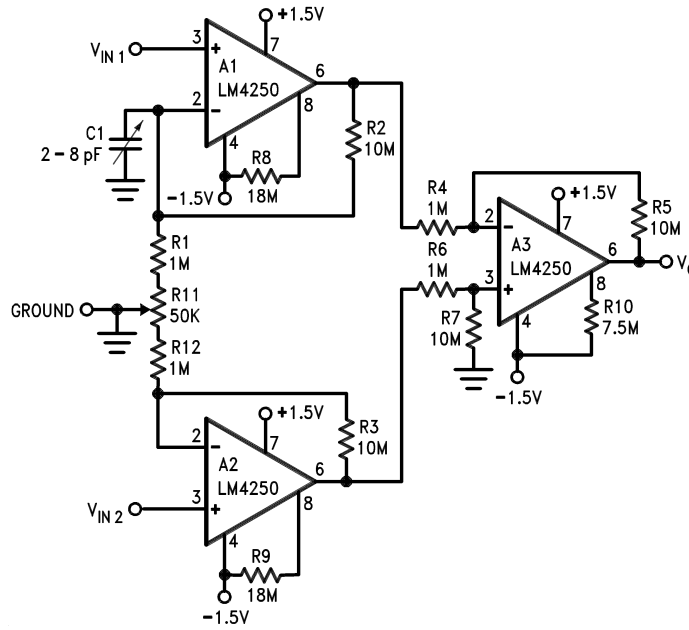 +1.5V
VIN 1
3
+
7
A1
LM4250
6
2
−
8
4
C1
2 – 8 pF
R2
10M
R8
18M
−1.5V
R4
1M
+1.5V
R5
10M
2
−
7
R1
1M
R6
1M
A3
LM4250
6
V
3
+
8
GROUND
R11
50K
R7
10M
4
R10
7.5M
R12
1M
−1.5V
+1.5V
R3
10M
2
−
7
A2
LM4250
6
VIN 2
3
+
8
4
R9
18M
−1.5V